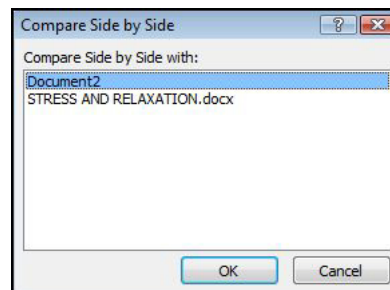 Compare Side by Side
Compare Side by Side with:
Document2
STRESS AND RELAXATION.docx
OK
Cancel